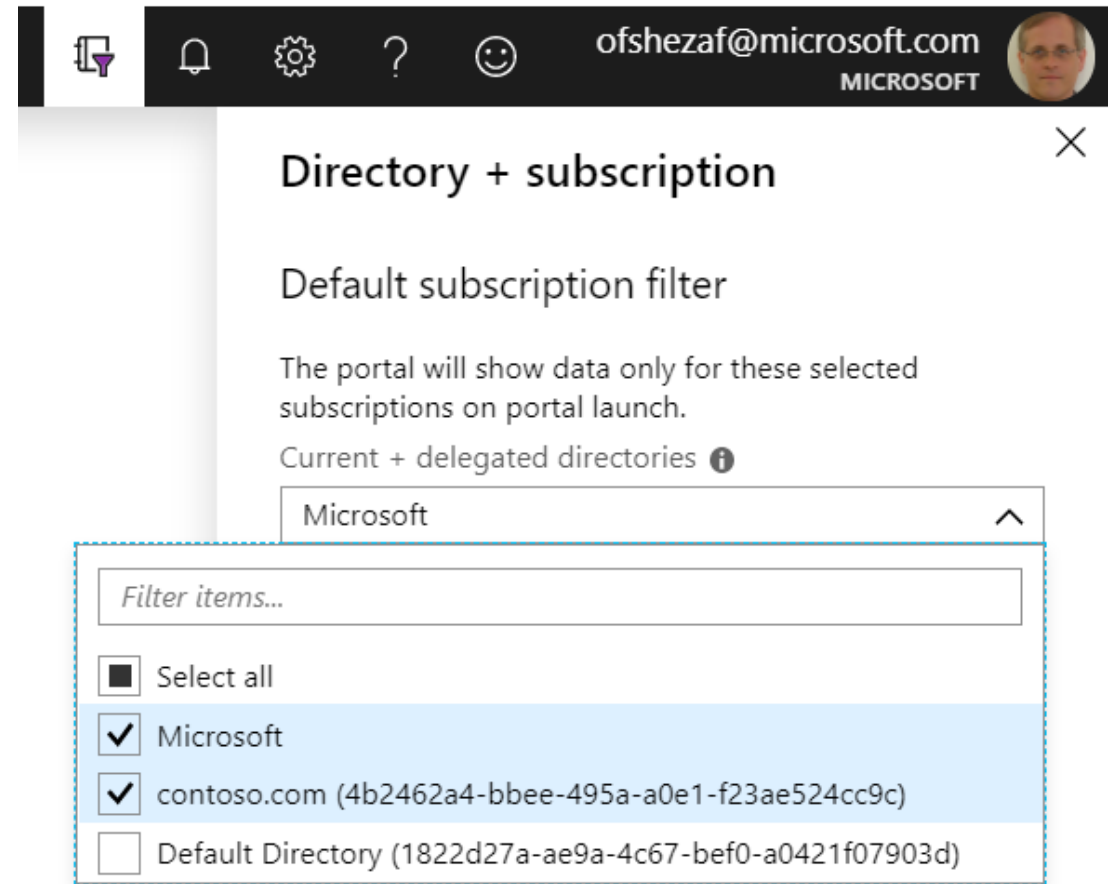 ofshezaf@microsoft.com
MICROSOFT
Directory + subscription
Default subscription filter
The portal will show data only for these selected
subscriptions on portal launch.
Current + delegated directories
Microsoft
Filter items...
Select all
Microsoft
contoso.com (4b2462a4-bbee-495a-a0e1-f23ae524cc9c)
Default Directory (1822d27a-ae9a-4c67-bef0-a0421f07903d)